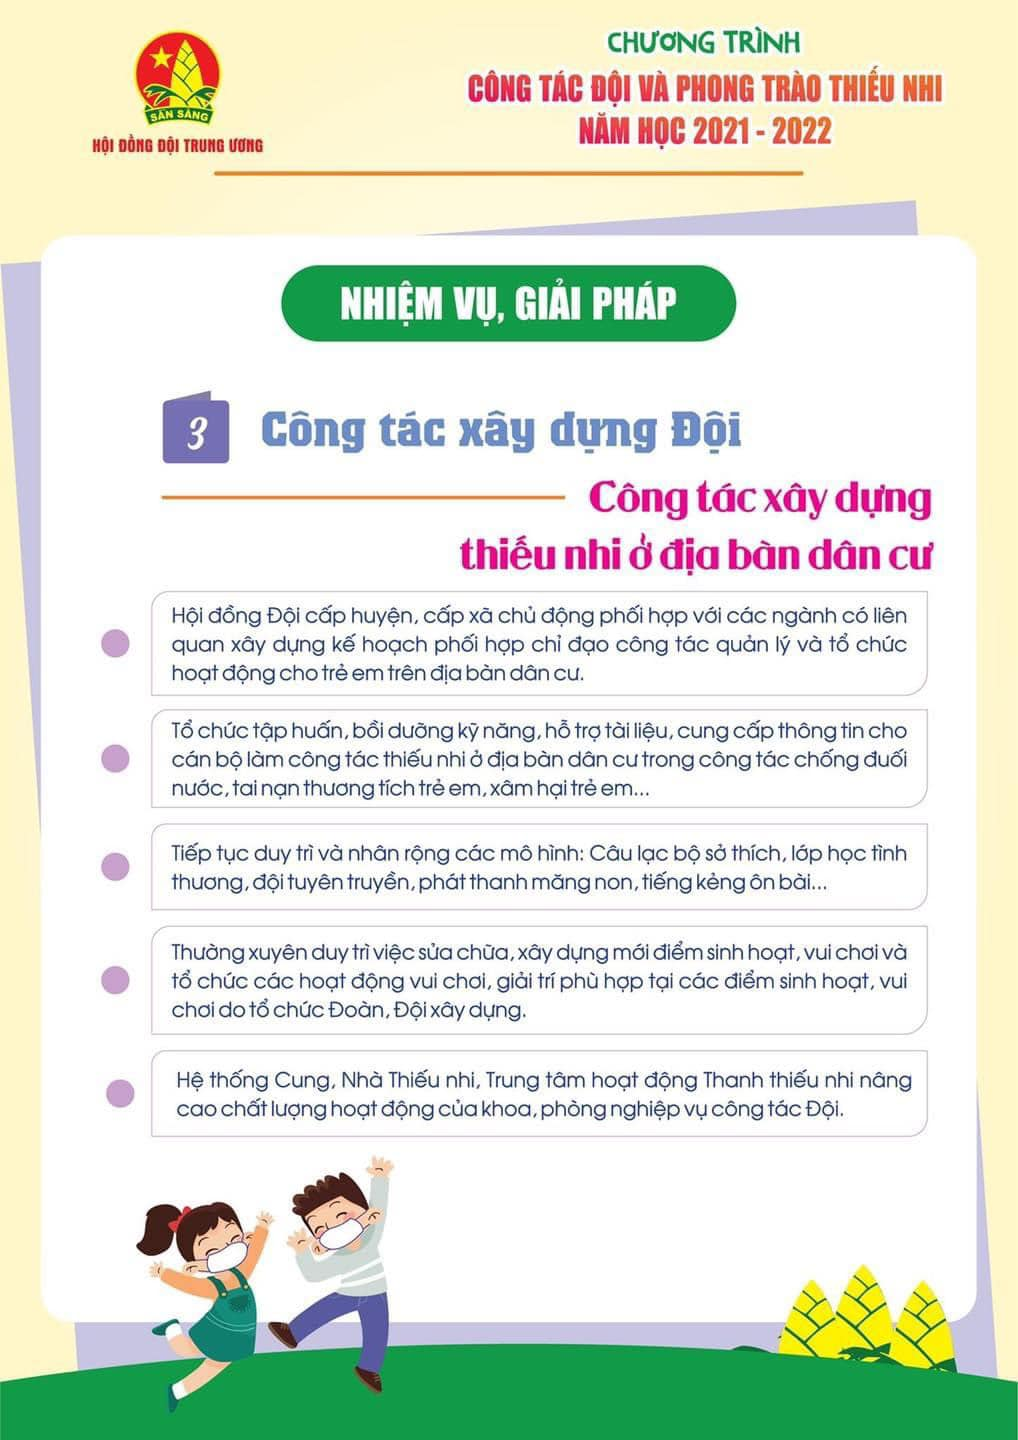 SẴN SÀNG
HỘI ĐỒNG ĐỘI TRUNG ƯƠNG
CHƯƠNG TRÌNH
CÔNG TÁC ĐỘI VÀ PHONG TRÀO THIẾU NHI
NĂM HỌC 2021 - 2022
NHIỆM VỤ, GIẢI PHÁP
3 Công tác xây dựng Đội
Công tác xây dựng
thiếu nhi ở địa bàn dân cư
Hội đồng Đội cấp huyện, cấp xã chủ động phối hợp với các ngành có liên
quan xây dựng kế hoạch phối hợp chỉ đạo công tác quản lý và tổ chức
hoạt động cho trẻ em trên địa bàn dân cư.
Tổ chức tập huấn, bồi dưỡng kỹ năng, hỗ trợ tài liệu, cung cấp thông tin cho
cán bộ làm công tác thiếu nhi ở địa bàn dân cư trong công tác chống đuối
nước, tai nạn thương tích trẻ em, xâm hại trẻ em...
Tiếp tục duy trì và nhân rộng các mô hình: Câu lạc bộ sở thích, lớp học tình
thương, đội tuyên truyền, phát thanh măng non, tiếng kẻng ôn bài...
Thường xuyên duy trì việc sửa chữa, xây dựng mới điểm sinh hoạt, vui chơi và
tổ chức các hoạt động vui chơi, giải trí phù hợp tại các điểm sinh hoạt, vui
chơi do tổ chức Đoàn, Đội xây dựng.
Hệ thống Cung, Nhà Thiếu nhi, Trung tâm hoạt động Thanh thiếu nhi nâng
cao chất lượng hoạt động của khoa, phòng nghiệp vụ công tác Đội.